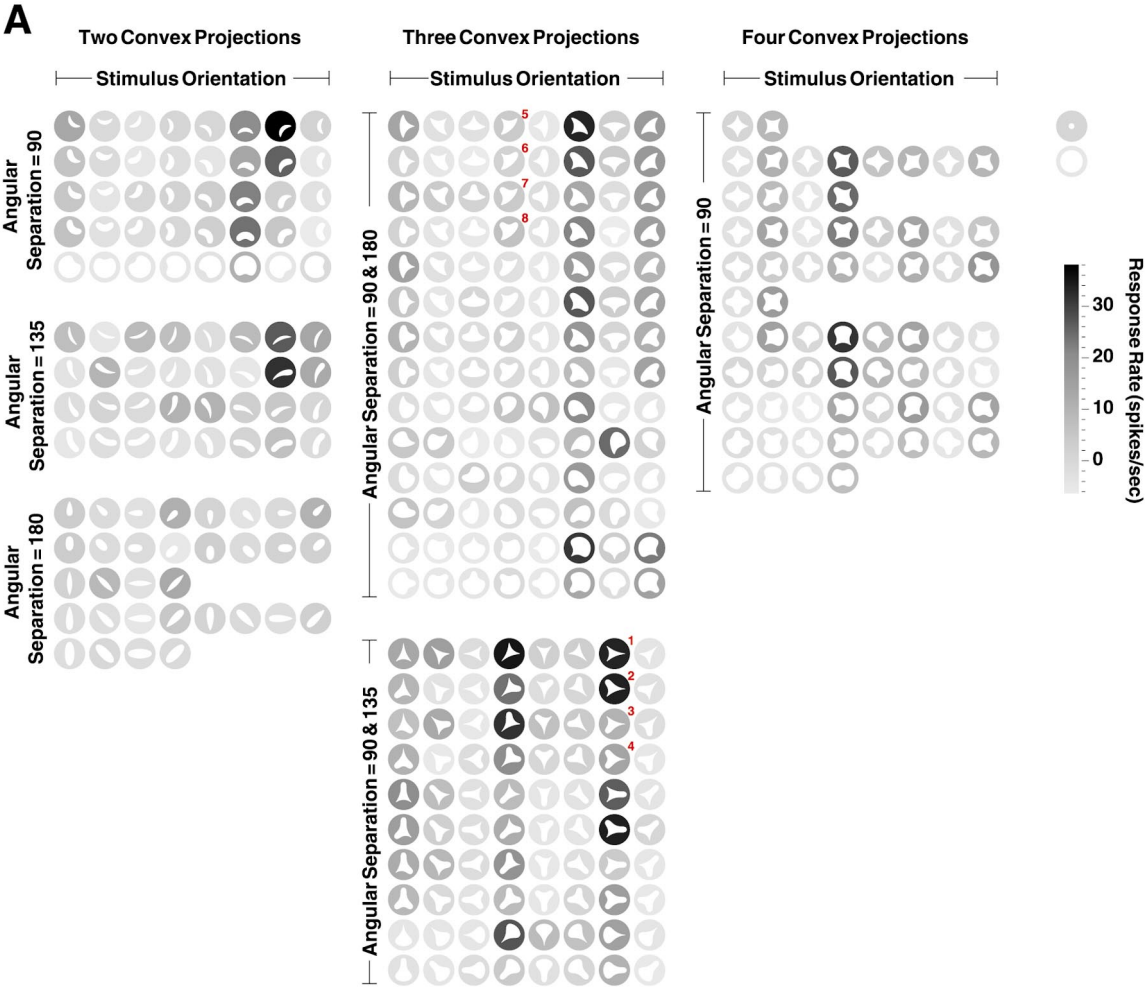 A
Two Convex Projections
Three Convex Projections
Four Convex Projections
Stimulus Orientation
Stimulus Orientation
Stimulus Orientation
Angular
Separation = 90
Angular
Separation = 135
Angular
Separation = 180
Angular Separation = 90 & 180
5
6
7
8
Angular Separation = 90 & 135
1
2
3
4
Angular Separation = 90
30
20
10
0
Response Rate (spikes/sec)